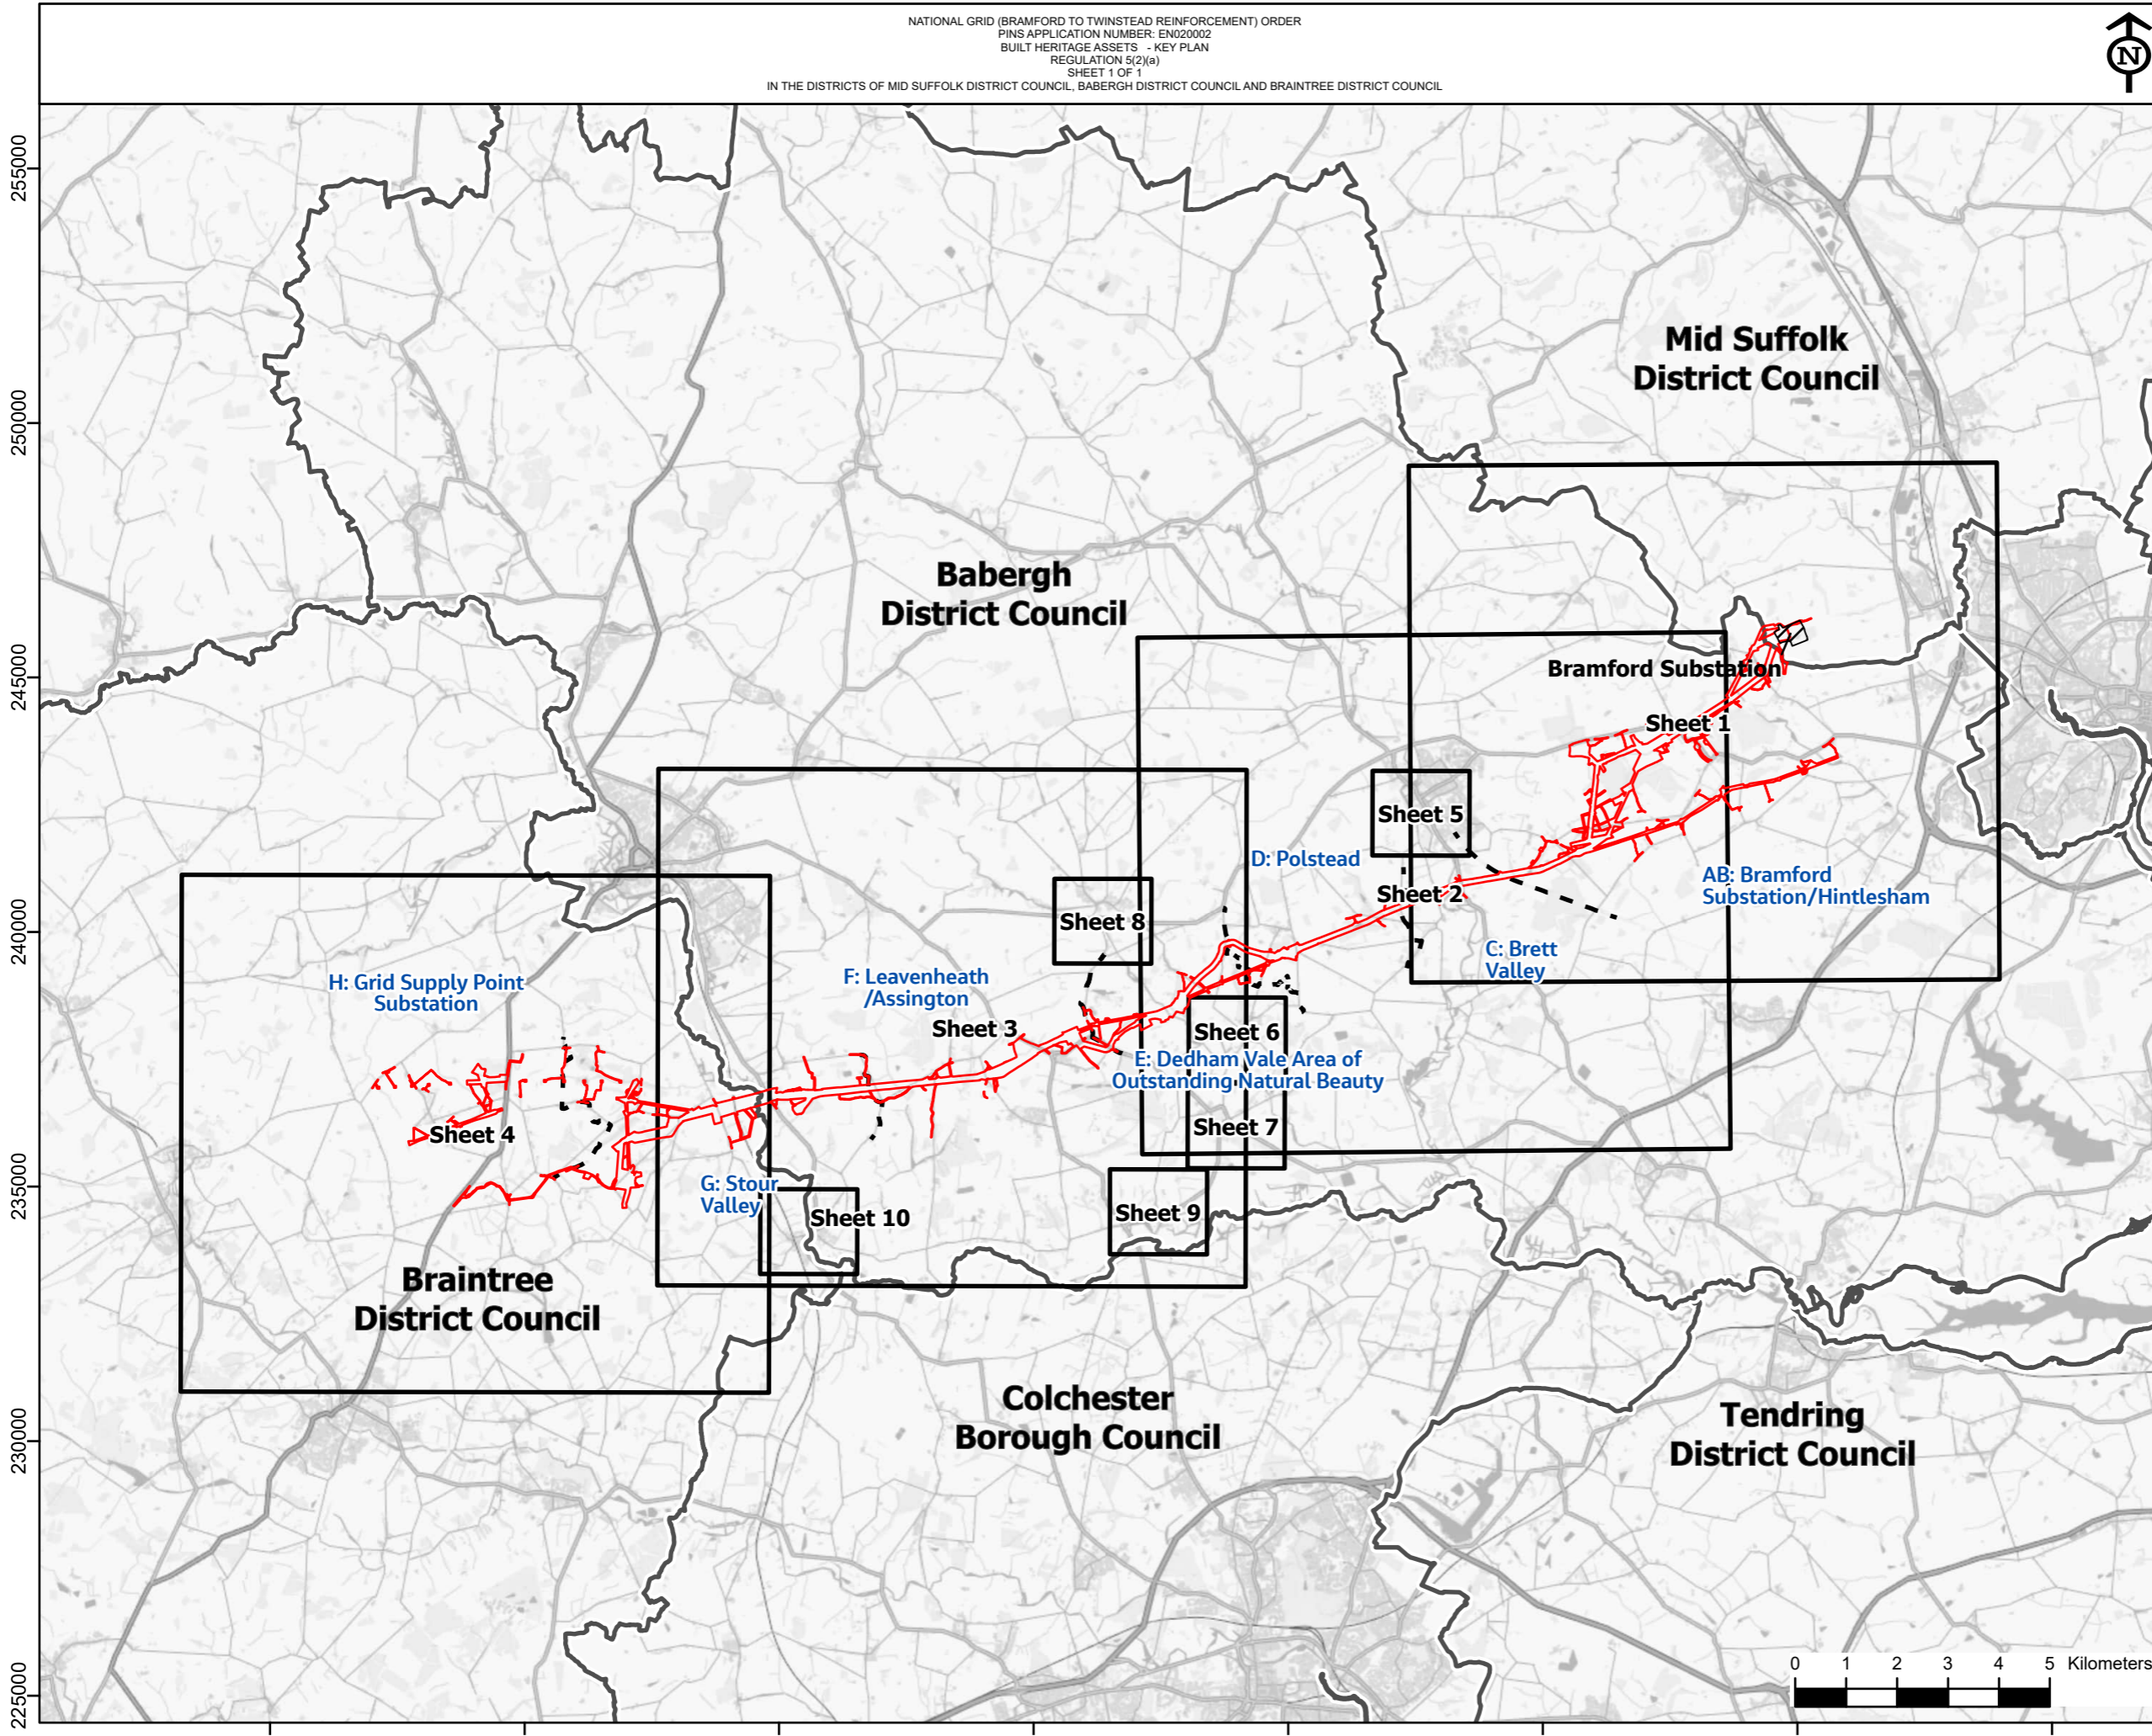 NATIONAL GRID (BRAMFORD TO TWINSTEAD REINFORCEMENT) ORDER
PINS APPLICATION NUMBER: EN020002
BUILT HERITAGE ASSETS - KEY PLAN
REGULATION 5(2)(a)
SHEET 1 OF 1
IN THE DISTRICTS OF MID SUFFOLK DISTRICT COUNCIL, BABERGH DISTRICT COUNCIL AND BRAINTREE DISTRICT COUNCIL
N
255000
250000
245000
240000
235000
230000
225000
Mid Suffolk
District Council
Babergh
District Council
Bramford Substation
Sheet 1
Sheet 5
D: Polstead
Sheet 2
AB: Bramford
Substation/Hintlesham
Sheet 8
C: Brett
Valley
H: Grid Supply Point
Substation
F: Leavenheath
/Assington
Sheet 3
Sheet 6
E: Dedham Vale Area of
Outstanding Natural Beauty
Sheet 4
Sheet 7
G: Stour
Valley
Sheet 10
Sheet 9
Braintree
District Council
Colchester
Borough Council
Tendring
District Council
0 1 2 3 4 5 Kilometers